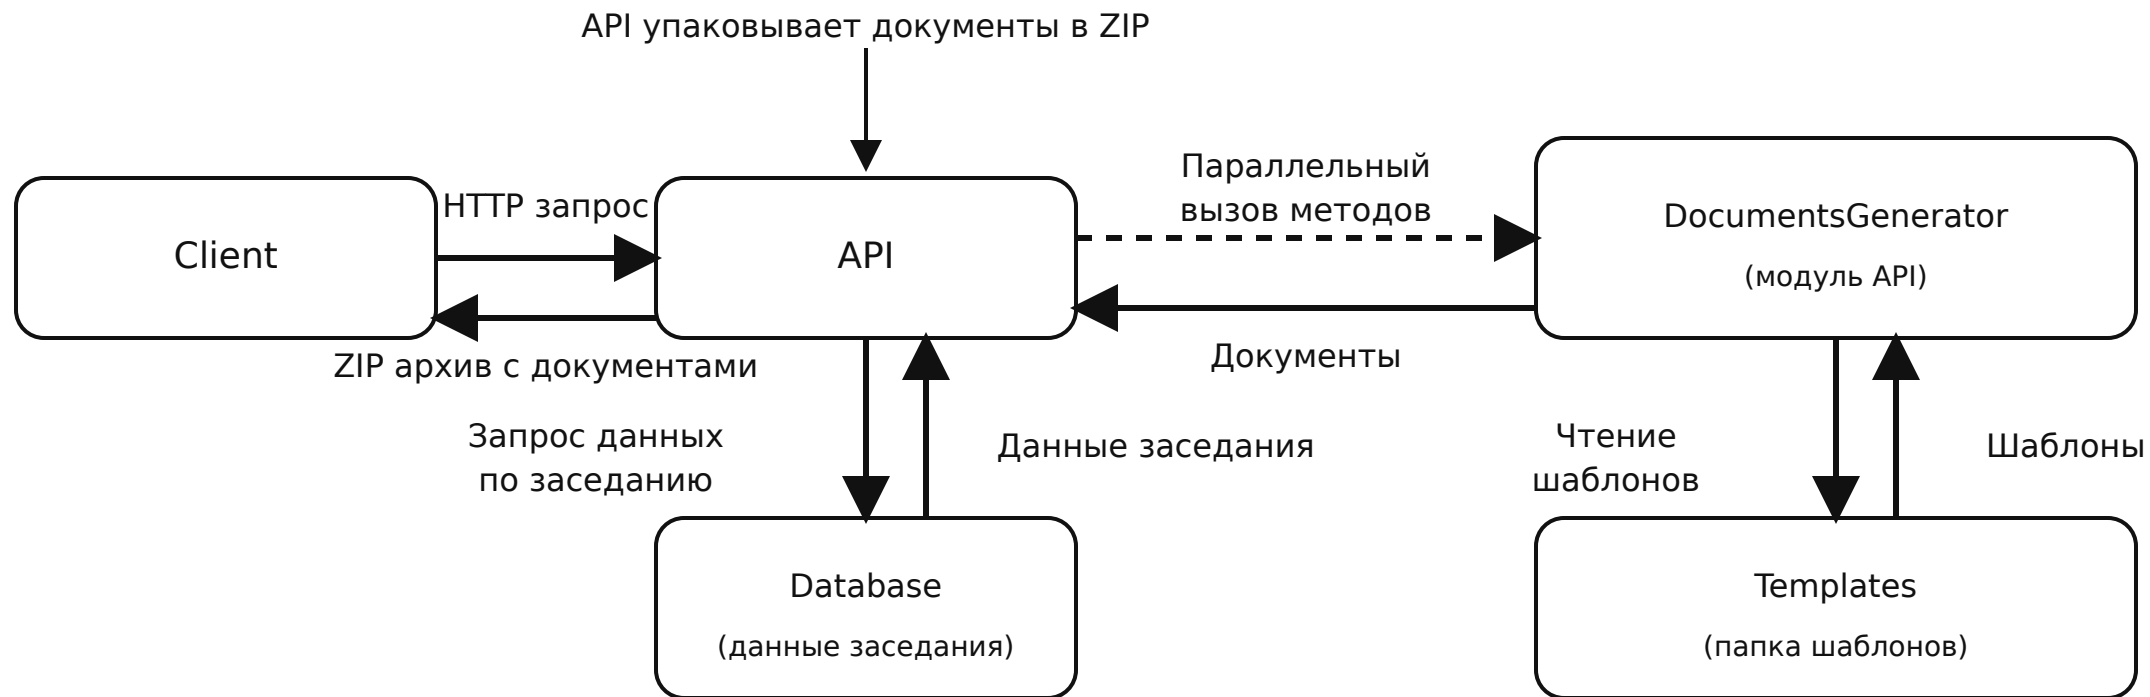 API упаковывает документы в ZIP
Параллельный
вызов методов
HTTP запрос
Client
API
DocumentsGenerator
(модуль API)
ZIP архив с документами
Документы
Запрос данных
по заседанию
Данные заседания
Чтение
шаблонов
Шаблоны
Database
(данные заседания)
Templates
(папка шаблонов)